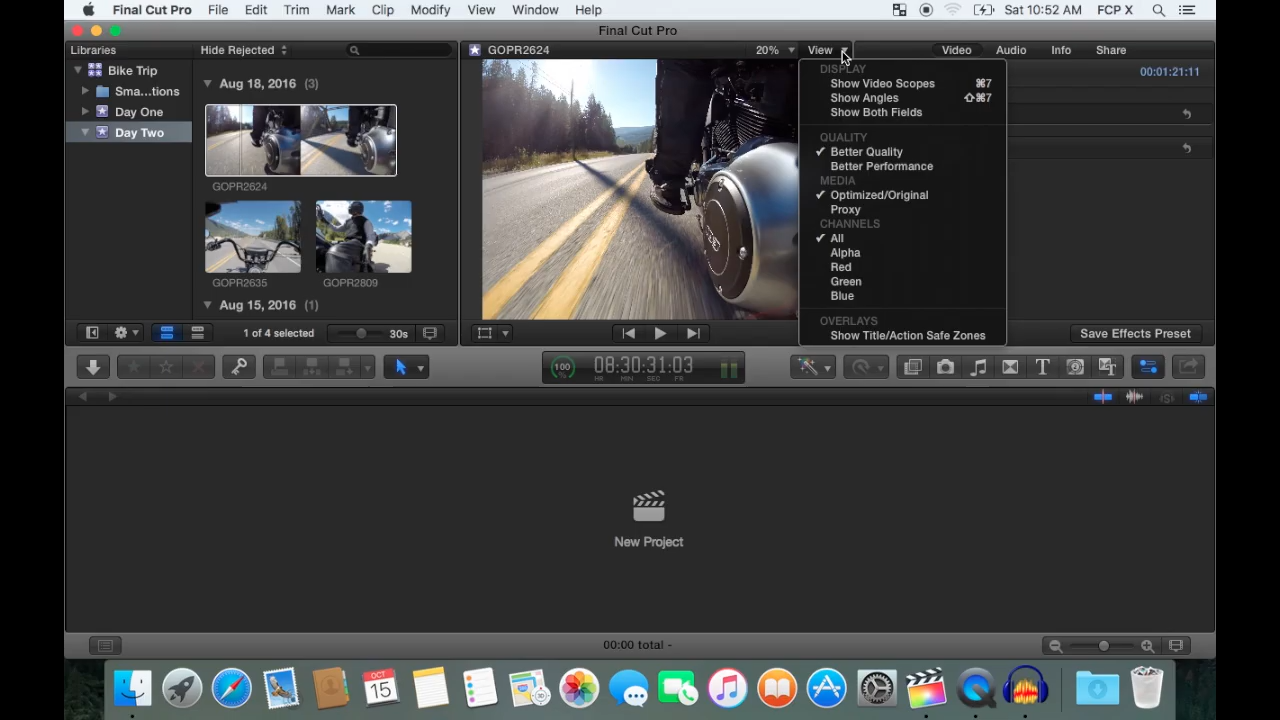 Final Cut Pro File Edit Trim Mark Clip Modify View Window Help Sat 10:52 AM FCP X
Final Cut Pro
Libraries Hide Rejected GOPR2624 20% View Video Audio Info Share
Bike Trip
Sma...tions
Day One
Day Two
Aug 18, 2016 (3)
GOPR2624
GOPR2635 GOPR2809
Aug 15, 2016 (1)
1 of 4 selected 30s
DISPLAY
Show Video Scopes ⌘7
Show Angles ⇧⌘7
Show Both Fields
QUALITY
✓ Better Quality
Better Performance
MEDIA
✓ Optimized/Original
Proxy
CHANNELS
✓ All
Alpha
Red
Green
Blue
OVERLAYS
Show Title/Action Safe Zones
00:01:21:11
Save Effects Preset
100 08:30:31:03
HR MIN SEC FR
New Project
00:00 total -
OCT
15